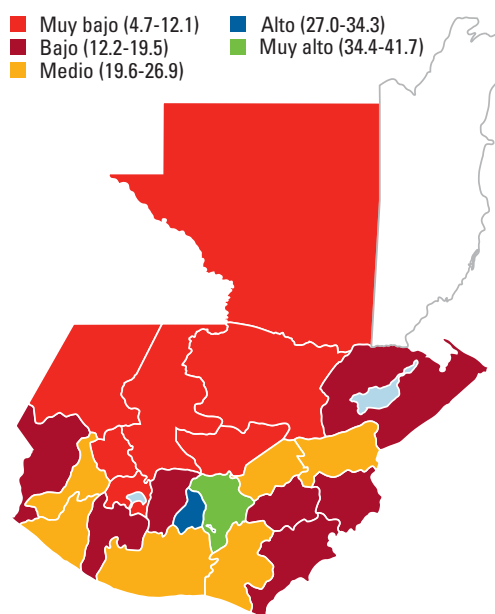 Muy bajo (4.7-12.1)
Bajo (12.2-19.5)
Medio (19.6-26.9)
Alto (27.0-34.3)
Muy alto (34.4-41.7)